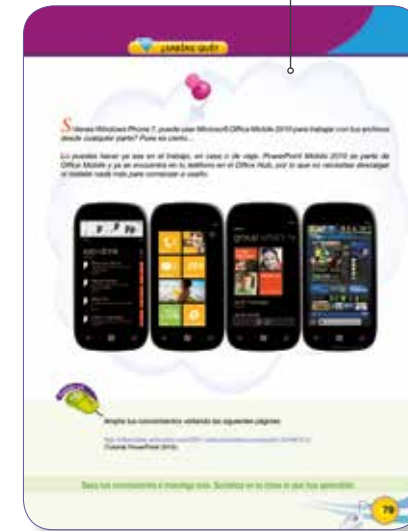 ¿SABÍAS QUE?
Si tienes Windows Phone 7, puede usar Microsoft Office Mobile 2010 para trabajar con tus archivos
desde cualquier parte? Pues es cierto...
Lo puedes hacer ya sea en el trabajo, en casa o de viaje. PowerPoint Mobile 2010 es parte de
Office Mobile y ya se encuentra en tu teléfono en el Office Hub, por lo que no necesitas descargar
ni instalar nada más para comenzar a usarlo.
Amplía tus conocimientos visitando las siguientes páginas:
(Tutorial PowerPoint 2010)
Saca tus conclusiones e investiga más. Socializa en tu clase lo que has aprendido.
79